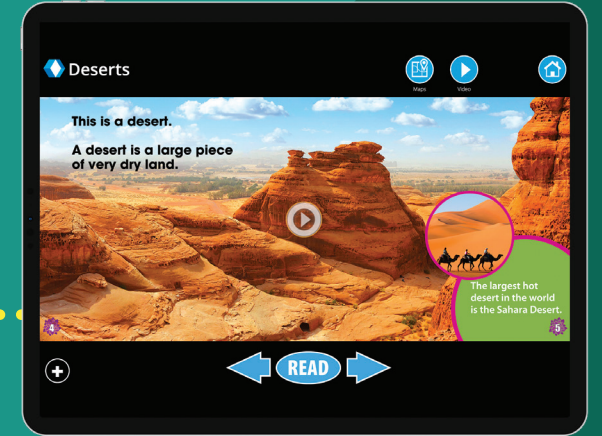 Deserts
Maps
Video
This is a desert.
A desert is a large piece
of very dry land.
The largest hot
desert in the world
is the Sahara Desert.
4
5
READ